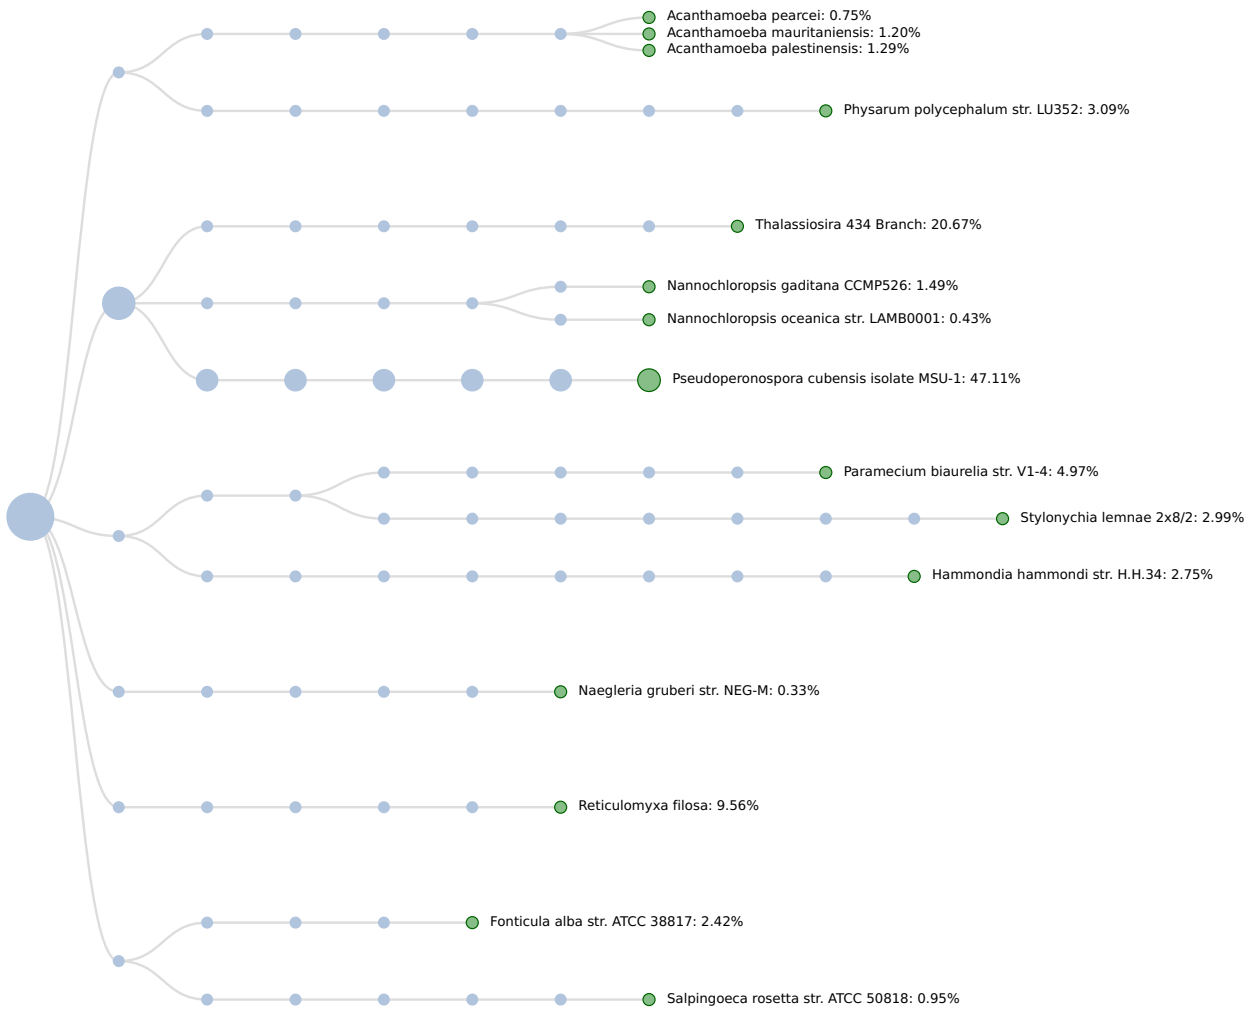 Acanthamoeba pearcei: 0.75%
Acanthamoeba mauritaniensis: 1.20%
Acanthamoeba palestinensis: 1.29%
Physarum polycephalum str. LU352: 3.09%
Thalassiosira 434 Branch: 20.67%
Nannochloropsis gaditana CCMP526: 1.49%
Nannochloropsis oceanica str. LAMB0001: 0.43%
Pseudoperonospora cubensis isolate MSU-1: 47.11%
Paramecium biaurelia str. V1-4: 4.97%
Stylonychia lemnae 2x8/2: 2.99%
Hammondia hammondi str. H.H.34: 2.75%
Naegleria gruberi str. NEG-M: 0.33%
Reticulomyxa filosa: 9.56%
Fonticula alba str. ATCC 38817: 2.42%
Salpingoeca rosetta str. ATCC 50818: 0.95%